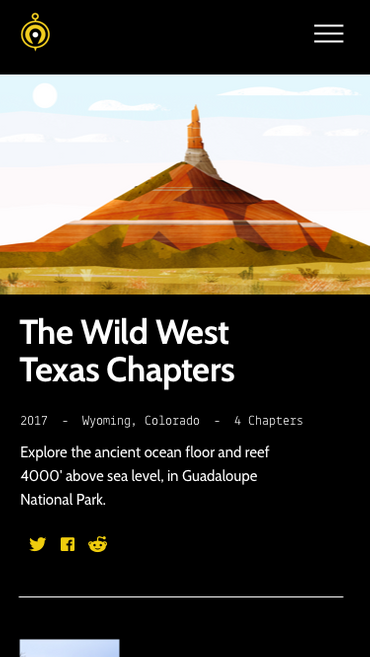 The Wild West
Texas Chapters
2017 - Wyoming, Colorado - 4 Chapters
Explore the ancient ocean floor and reef
4000' above sea level, in Guadaloupe
National Park.